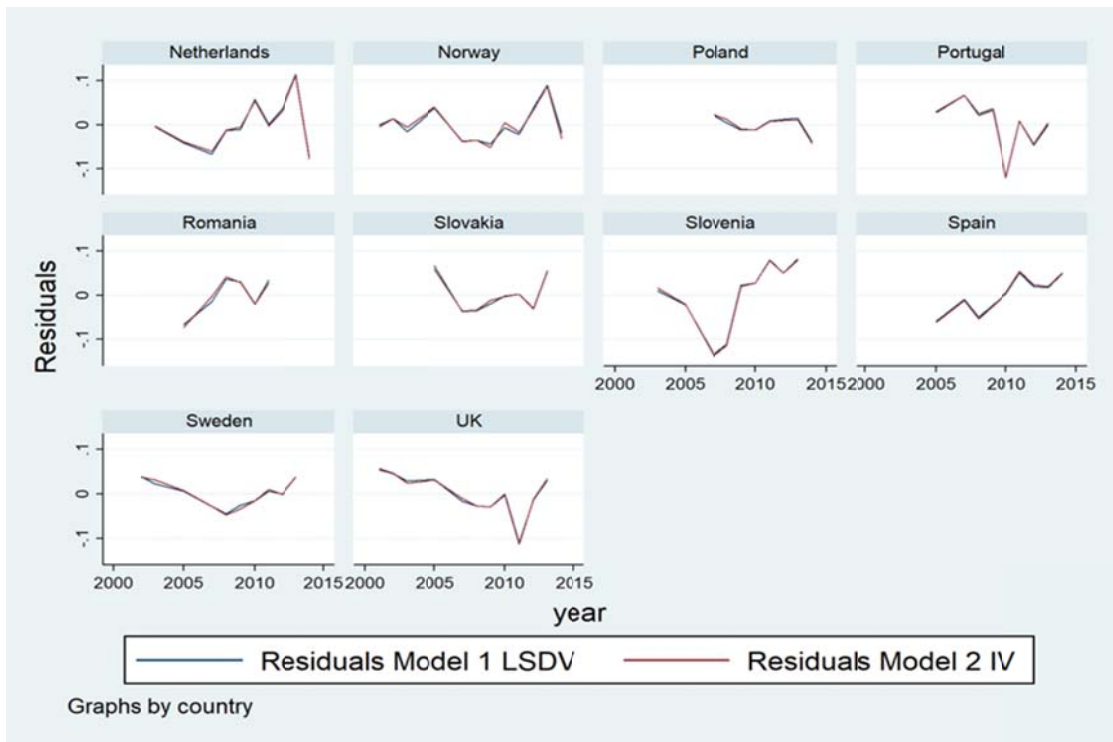 Netherlands Norway Poland Portugal
.1
0
-.1
Romania Slovakia Slovenia Spain
.1
0
-.1
Residuals
2000 2005 2010 2015 2000 2005 2010 2015
Sweden UK
.1
0
-.1
2000 2005 2010 2015 2000 2005 2010 2015
year
Residuals Model 1 LSDV Residuals Model 2 IV
Graphs by country